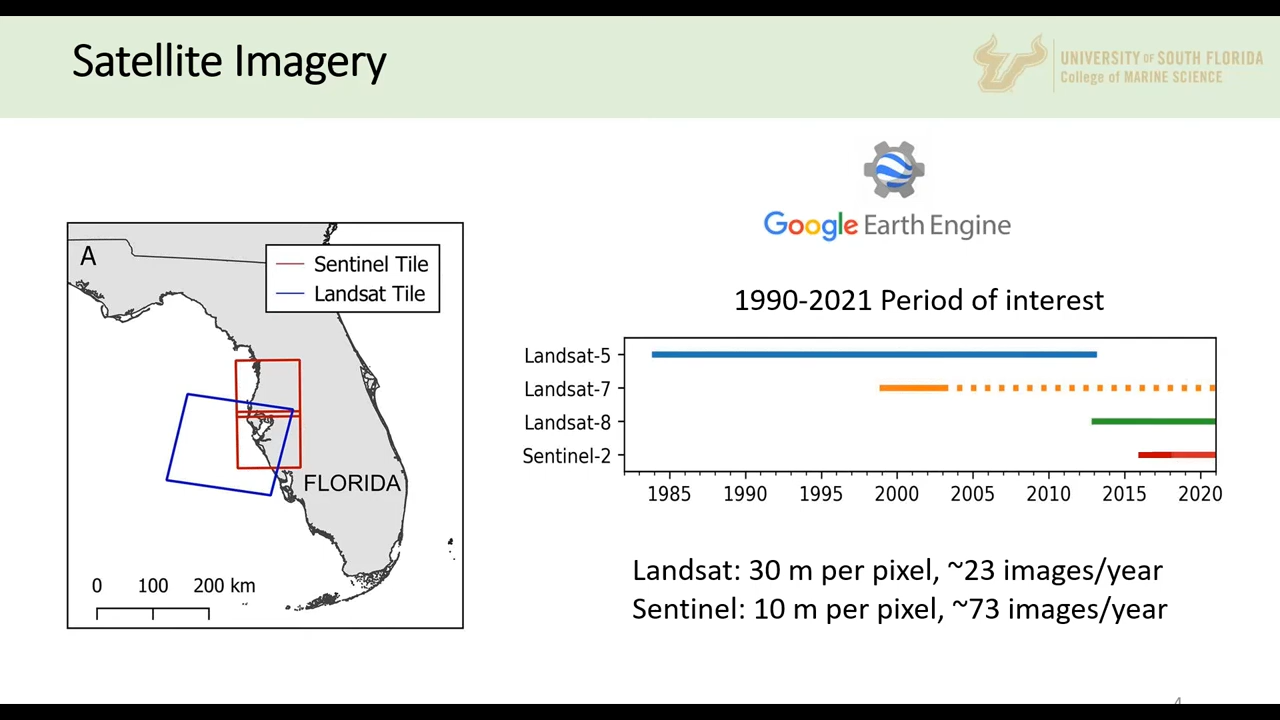 Satellite Imagery
UNIVERSITY of SOUTH FLORIDA
College of MARINE SCIENCE
A
Sentinel Tile
Landsat Tile
FLORIDA
0 100 200 km
Google Earth Engine
1990-2021 Period of interest
Landsat-5
Landsat-7
Landsat-8
Sentinel-2
1985 1990 1995 2000 2005 2010 2015 2020
Landsat: 30 m per pixel, ~23 images/year
Sentinel: 10 m per pixel, ~73 images/year
4